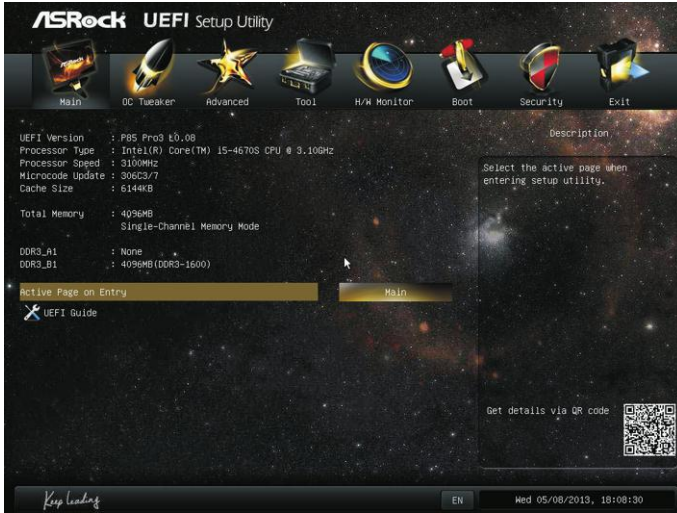 ASRock UEFI Setup Utility
Main OC Tweaker Advanced Tool H/W Monitor Boot Security Exit
UEFI Version : P85 Pro3 L0.08
Processor Type : Intel(R) Core(TM) i5-4670S CPU @ 3.10GHz
Processor Speed : 3100MHz
Microcode Update : 306C3/7
Cache Size : 6144KB
Total Memory : 4096MB
Single-Channel Memory Mode
DDR3_A1 : None
DDR3_B1 : 4096MB(DDR3-1600)
Active Page on Entry Main
UEFI Guide
Description
Select the active page when
entering setup utility.
Get details via QR code
Keep Leading
EN Wed 05/08/2013, 18:08:30